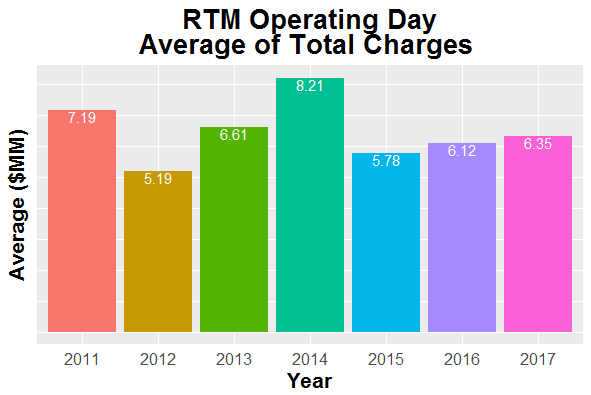 RTM Operating Day
Average of Total Charges
Average ($MM)
7.19
5.19
6.61
8.21
5.78
6.12
6.35
2011 2012 2013 2014 2015 2016 2017
Year